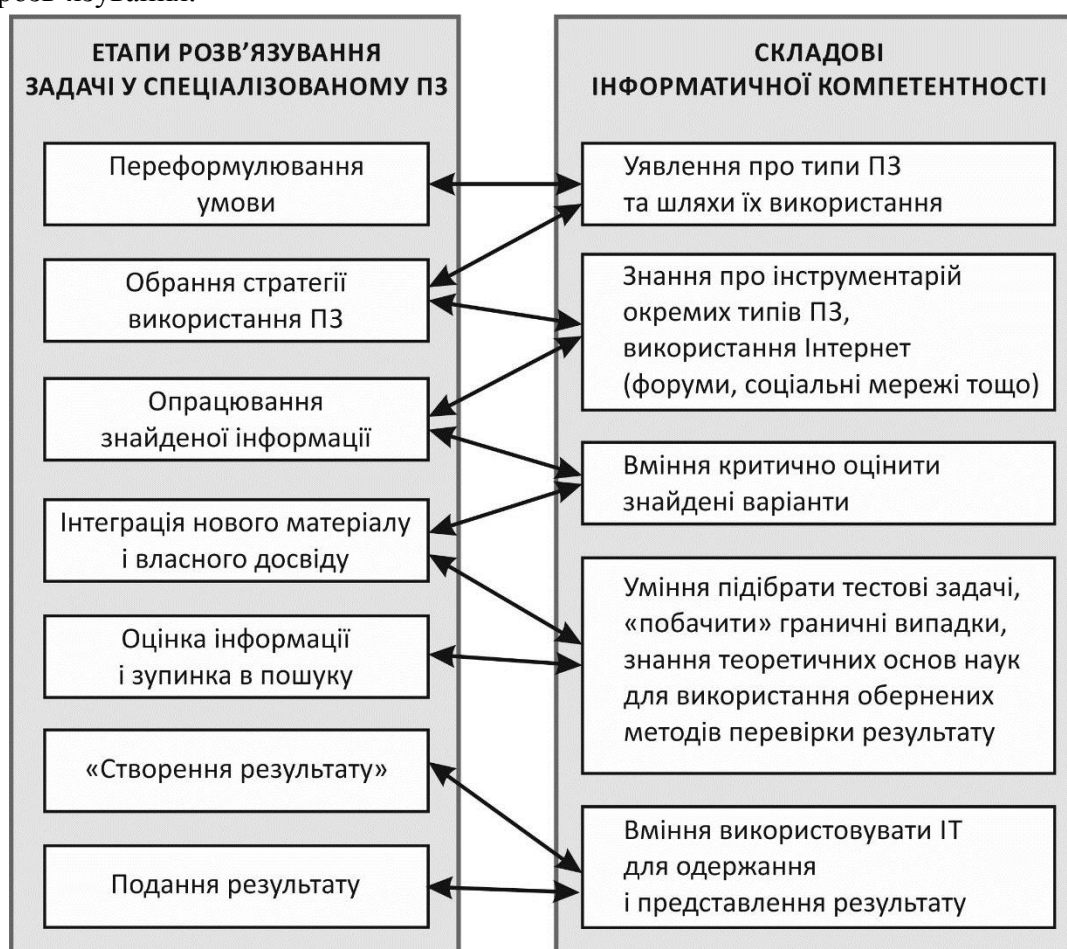 розв'язування.
ЕТАПИ РОЗВ’ЯЗУВАННЯ
ЗАДАЧІ У СПЕЦІАЛІЗОВАНОМУ ПЗ
Переформулювання
умови
Обрання стратегії
використання ПЗ
Опрацювання
знайденої інформації
Інтеграція нового матеріалу
і власного досвіду
Оцінка інформації
і зупинка в пошуку
«Створення результату»
Подання результату
СКЛАДОВІ
ІНФОРМАТИЧНОЇ КОМПЕТЕНТНОСТІ
Уявлення про типи ПЗ
та шляхи їх використання
Знання про інструментарій
окремих типів ПЗ,
використання Інтернет
(форуми, соціальні мережі тощо)
Вміння критично оцінити
знайдені варіанти
Уміння підібрати тестові задачі,
«побачити» граничні випадки,
знання теоретичних основ наук
для використання обернених
методів перевірки результату
Вміння використовувати ІТ
для одержання
і представлення результату